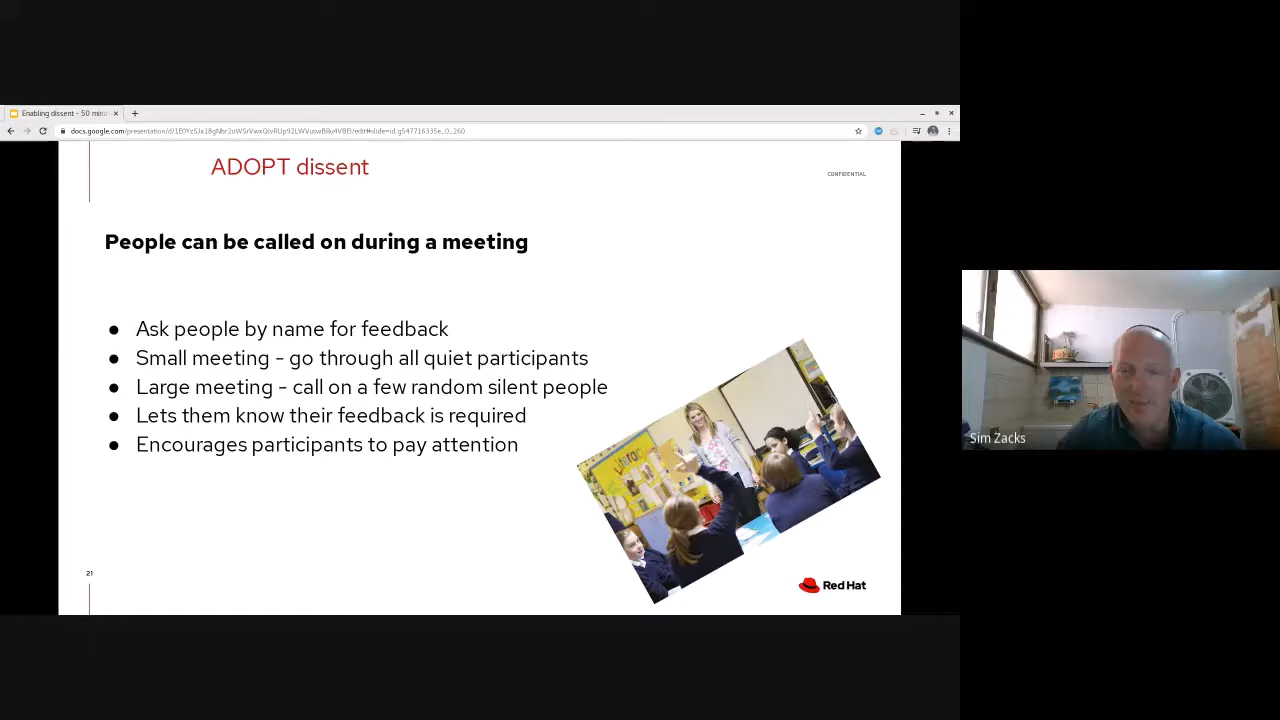 Enabling dissent - 50 minu
ADOPT dissent
CONFIDENTIAL
People can be called on during a meeting
● Ask people by name for feedback
● Small meeting - go through all quiet participants
● Large meeting - call on a few random silent people
● Lets them know their feedback is required
● Encourages participants to pay attention
21
Red Hat
Sim Zacks